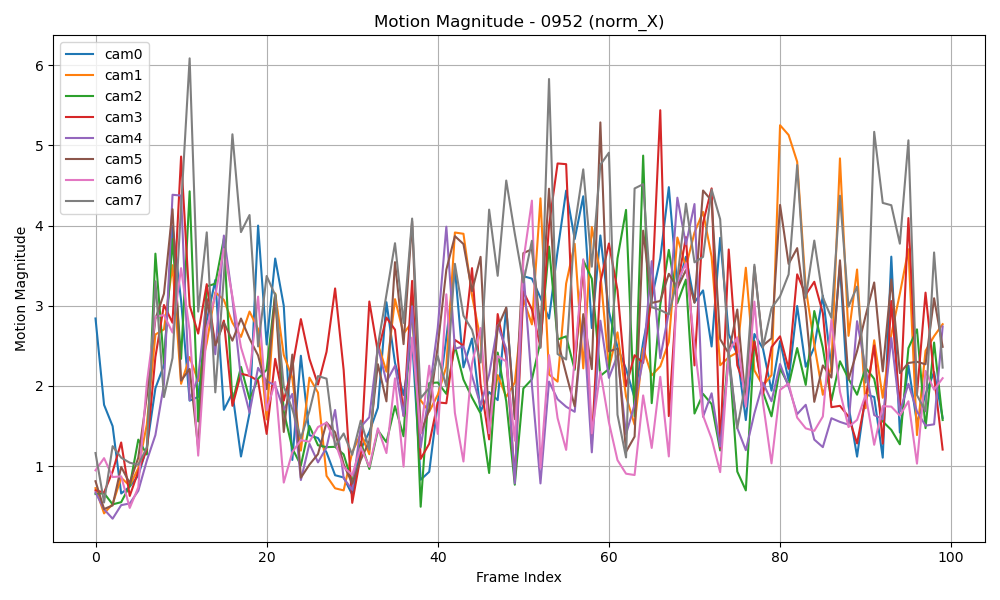 Motion Magnitude - 0952 (norm_X)
cam0
cam1
cam2
cam3
cam4
cam5
cam6
cam7
Motion Magnitude
6
5
4
3
2
1
0 20 40 60 80 100
Frame Index